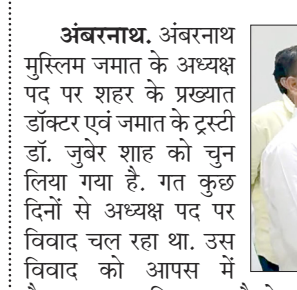 अंबरनाथ. अंबरनाथ
मुस्लिम जमात के अध्यक्ष
पद पर शहर के प्रख्यात
डॉक्टर एवं जमात के ट्रस्टी
डॉ. जुबेर शाह को चुन
लिया गया है. गत कुछ
दिनों से अध्यक्ष पद पर
विवाद चल रहा था. उस
विवाद को आपस में